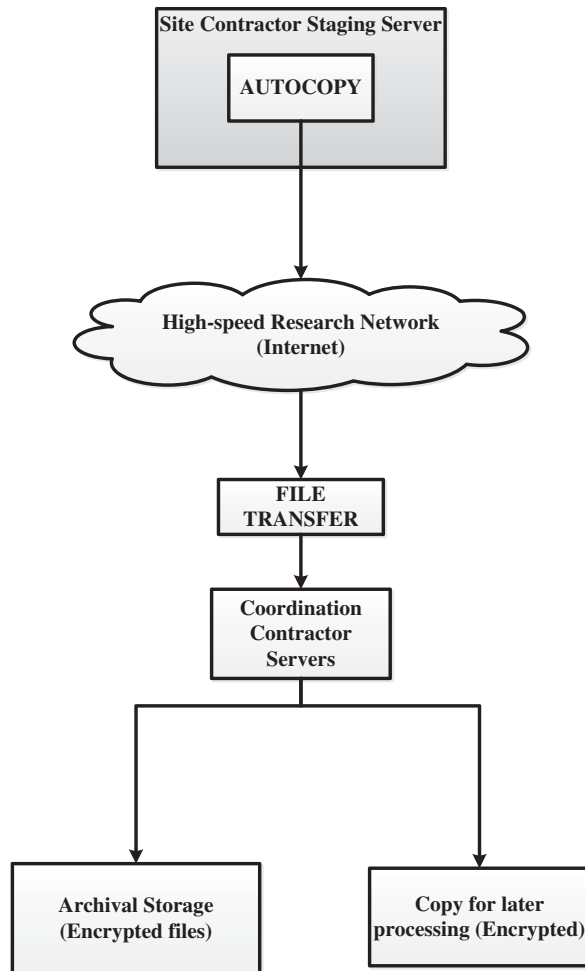 Site Contractor Staging Server
AUTOCOPY
High-speed Research Network
(Internet)
FILE
TRANSFER
Coordination
Contractor
Servers
Archival Storage
(Encrypted files)
Copy for later
processing (Encrypted)